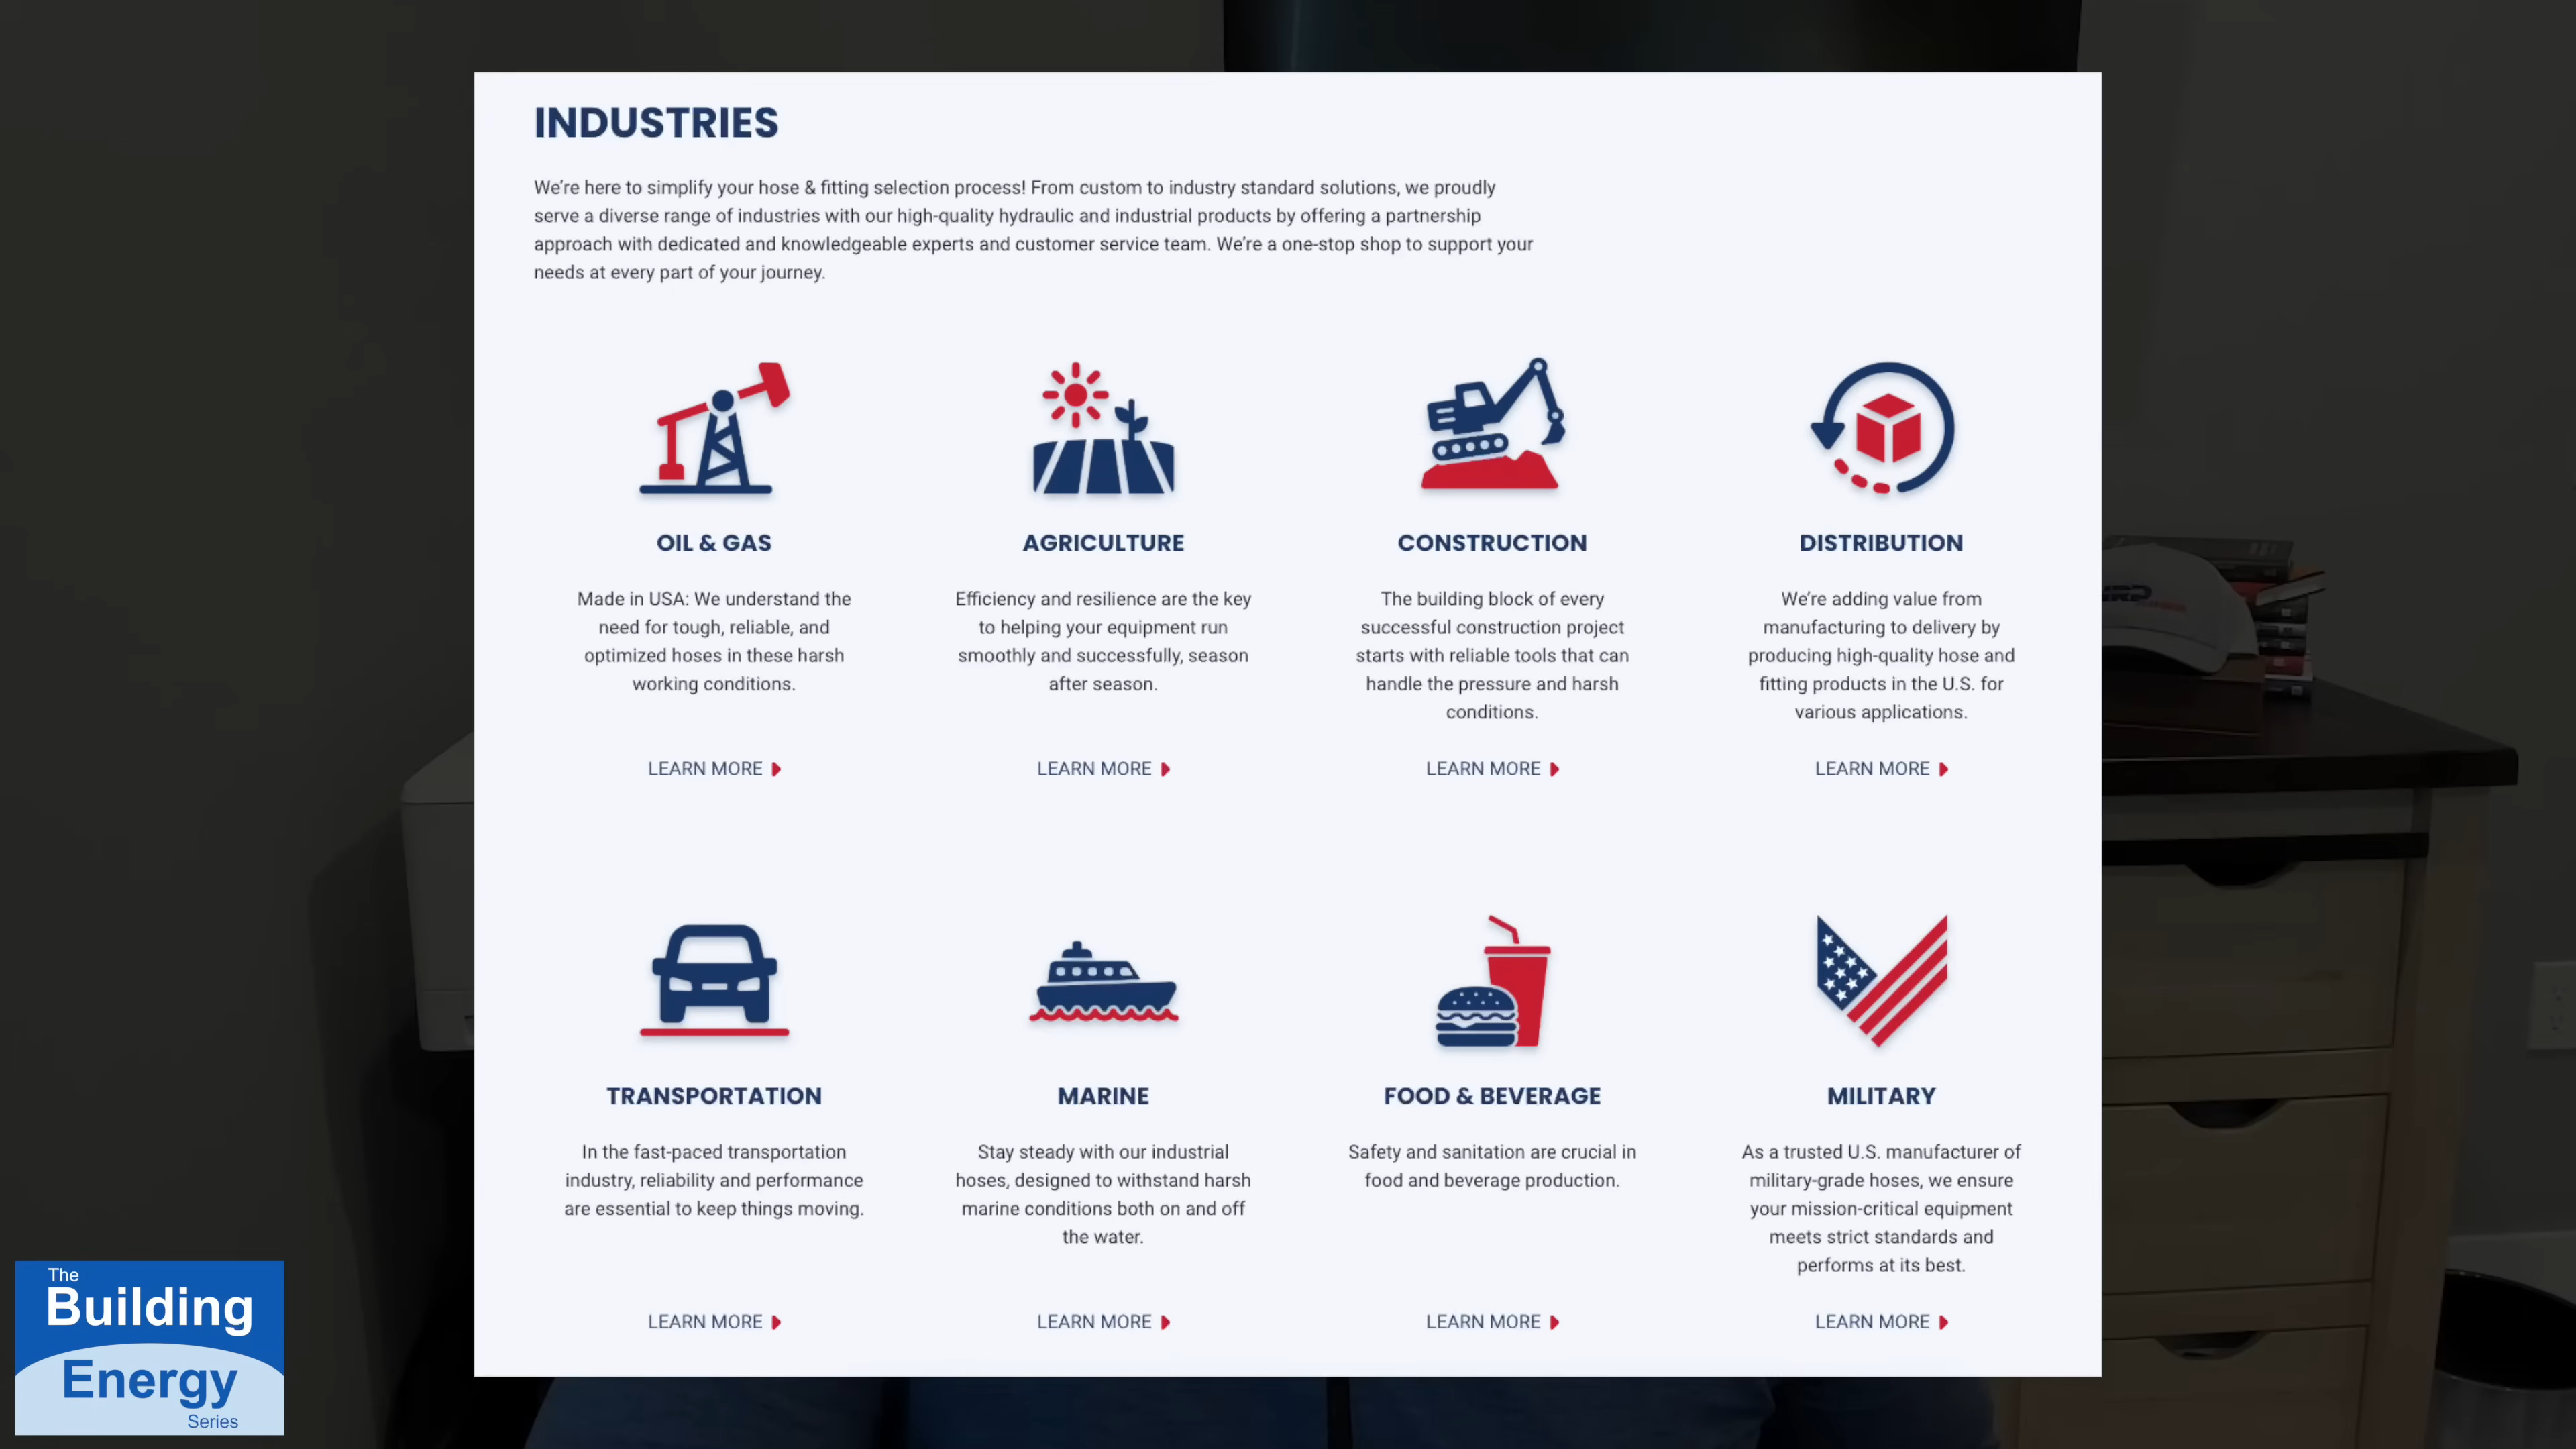 INDUSTRIES
We're here to simplify your hose & fitting selection process! From custom to industry standard solutions, we proudly
serve a diverse range of industries with our high-quality hydraulic and industrial products by offering a partnership
approach with dedicated and knowledgeable experts and customer service team. We're a one-stop shop to support your
needs at every part of your journey.
OIL & GAS
Made in USA: We understand the
need for tough, reliable, and
optimized hoses in these harsh
working conditions.
LEARN MORE
AGRICULTURE
Efficiency and resilience are the key
to helping your equipment run
smoothly and successfully, season
after season.
LEARN MORE
CONSTRUCTION
The building block of every
successful construction project
starts with reliable tools that can
handle the pressure and harsh
conditions.
LEARN MORE
DISTRIBUTION
We're adding value from
manufacturing to delivery by
producing high-quality hose and
fitting products in the U.S. for
various applications.
LEARN MORE
TRANSPORTATION
In the fast-paced transportation
industry, reliability and performance
are essential to keep things moving.
LEARN MORE
MARINE
Stay steady with our industrial
hoses, designed to withstand harsh
marine conditions both on and off
the water.
LEARN MORE
FOOD & BEVERAGE
Safety and sanitation are crucial in
food and beverage production.
LEARN MORE
MILITARY
As a trusted U.S. manufacturer of
military-grade hoses, we ensure
your mission-critical equipment
meets strict standards and
performs at its best.
LEARN MORE
The
Building
Energy
Series